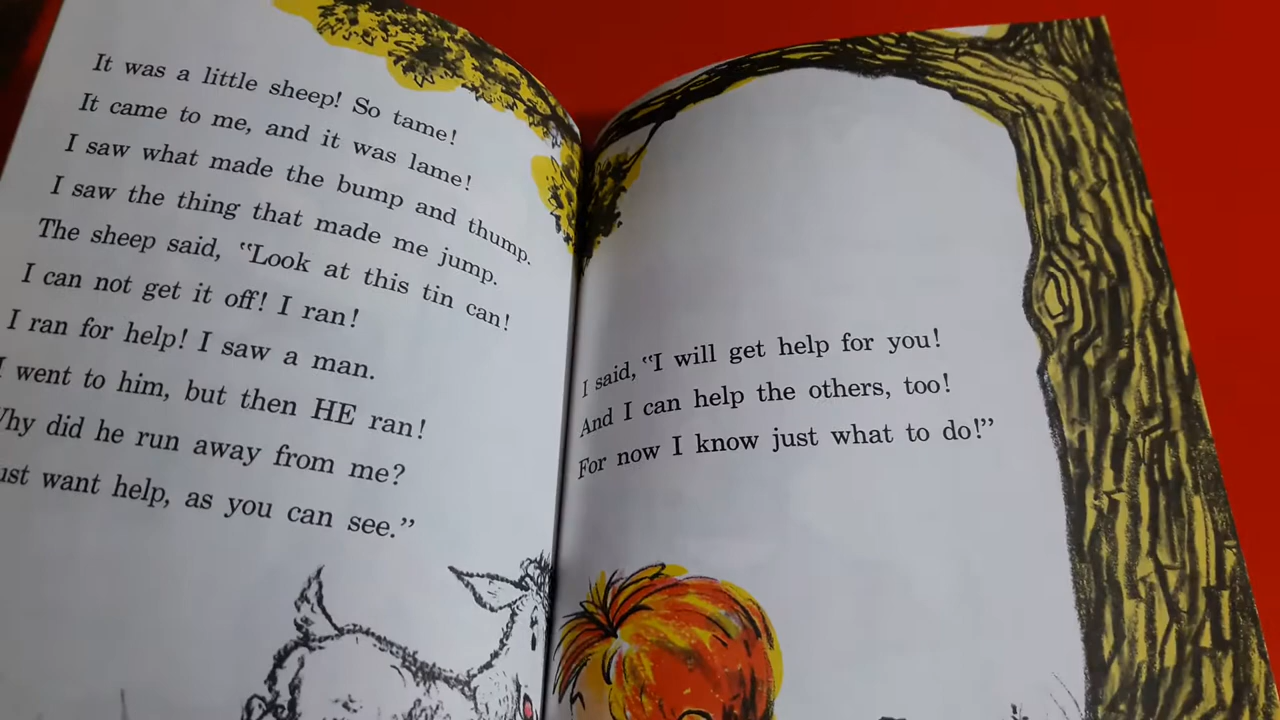 It was a little sheep! So tame!
It came to me, and it was lame!
I saw what made the bump and thump.
I saw the thing that made me jump.
The sheep said, “Look at this tin can!
I can not get it off! I ran!
I ran for help! I saw a man.
I went to him, but then HE ran!
Why did he run away from me?
want help, as you can see.”
I said, “I will get help for you!
And I can help the others, too!
For now I know just what to do!”